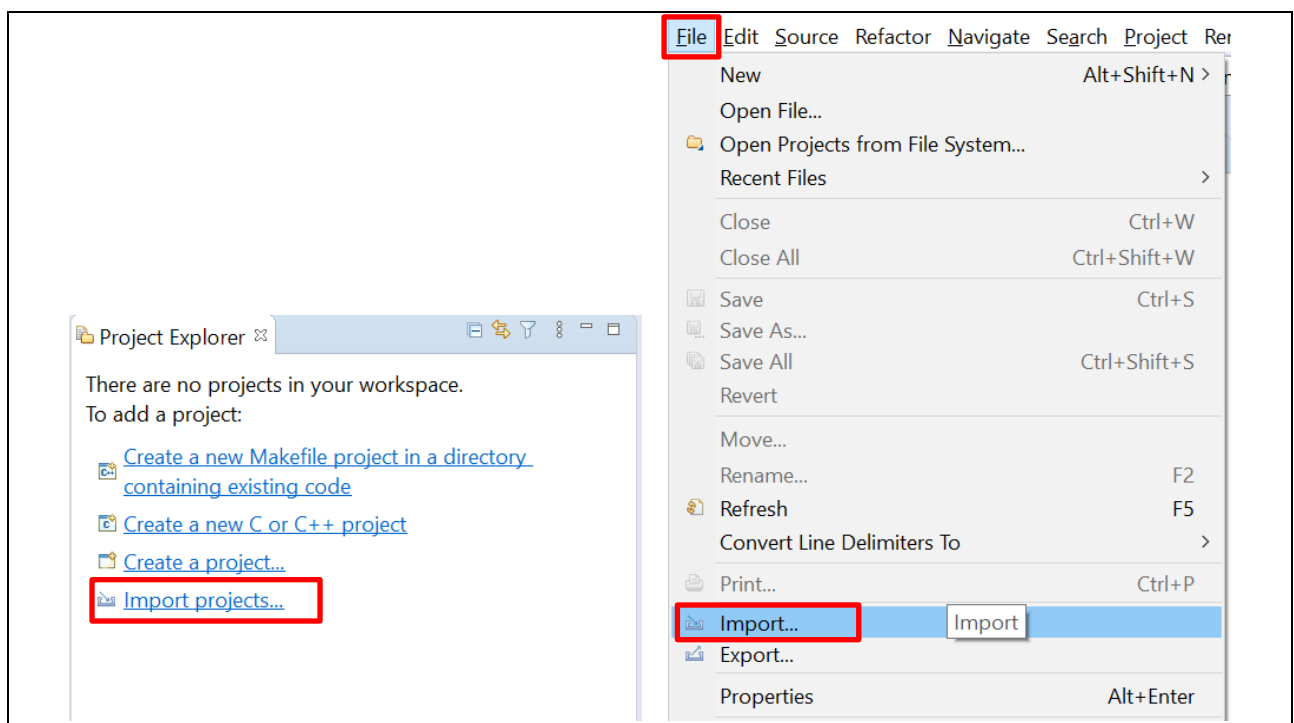 Project Explorer
There are no projects in your workspace.
To add a project:
Create a new Makefile project in a directory
containing existing code
Create a new C or C++ project
Create a project...
Import projects...
File Edit Source Refactor Navigate Search Project
New Alt+Shift+N >
Open File...
Open Projects from File System...
Recent Files >
Close Ctrl+W
Close All Ctrl+Shift+W
Save Ctrl+S
Save As...
Save All Ctrl+Shift+S
Revert
Move...
Rename... F2
Refresh F5
Convert Line Delimiters To >
Print... Ctrl+P
Import... Import
Export...
Properties Alt+Enter